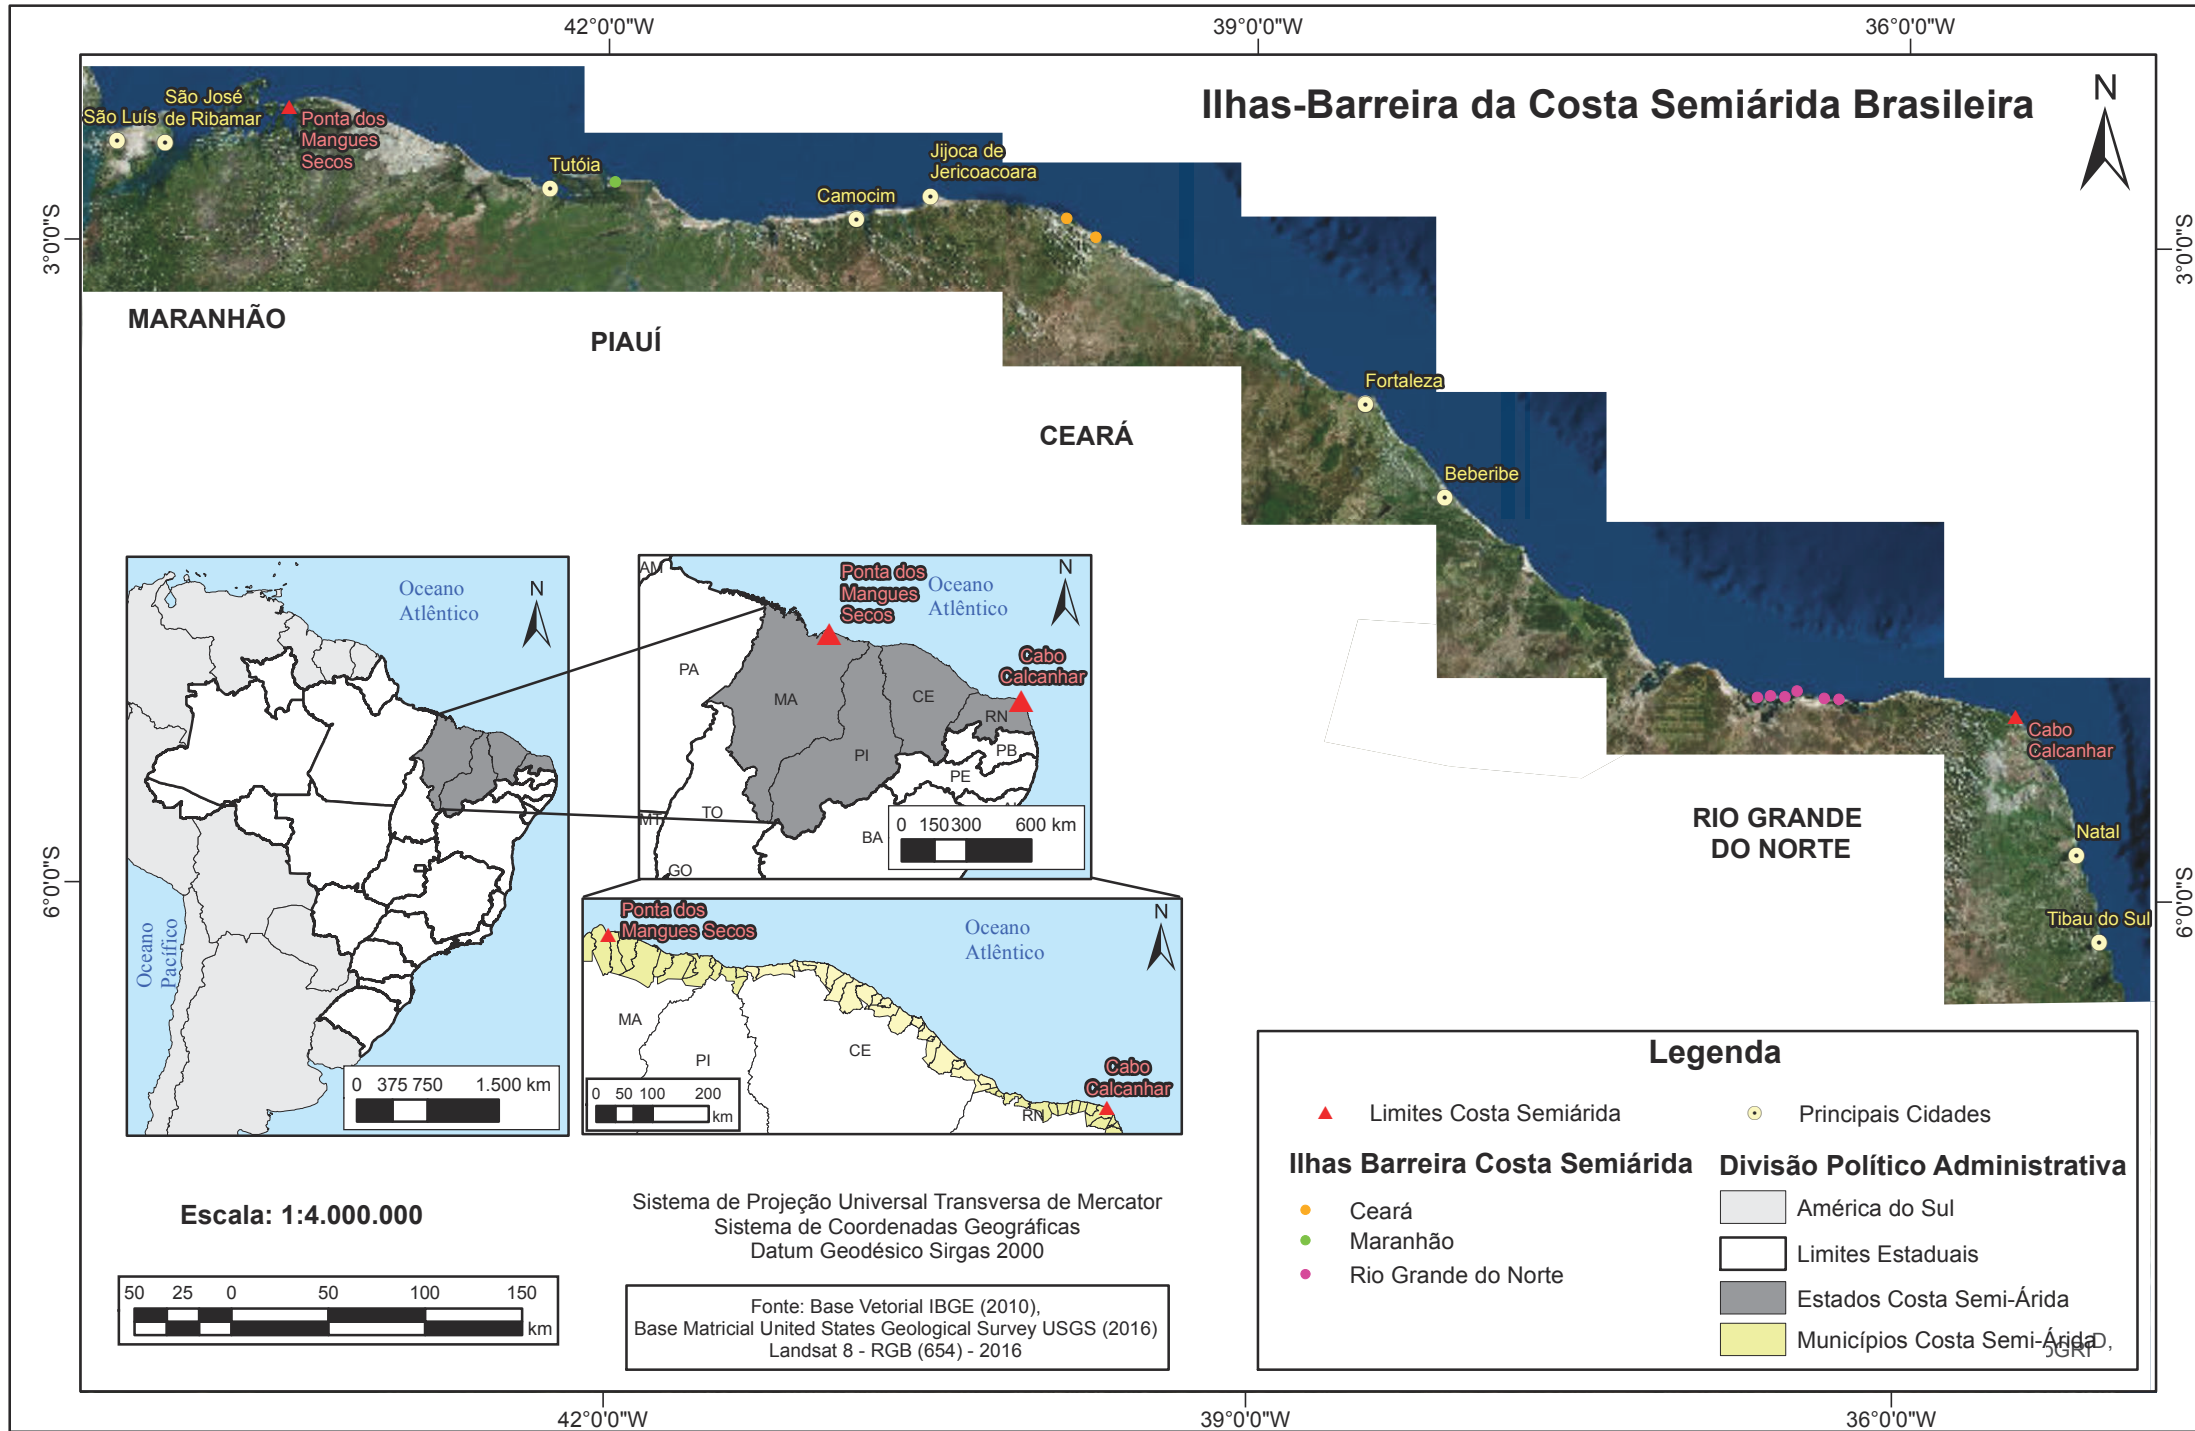 42°0'0"W
39°0'0"W
36°0'0"W
Ilhas-Barreira da Costa Semiárida Brasileira
N
São José
de Ribamar
São Luís
Ponta dos
Mangues
Secos
Tutóia
Camocim
Jijoca de
Jericoacoara
3°0'0"S
3°0'0"S
MARANHÃO
PIAUÍ
CEARÁ
Fortaleza
Beberibe
Cabo
Calcanhar
RIO GRANDE
DO NORTE
Natal
Tibau do Sul
6°0'0"S
6°0'0"S
Oceano
Atlêntico
N
Oceano
Pacífico
0 375 750 1.500 km
AM
Ponta dos
Mangues
Secos
Oceano
Atlêntico
N
Cabo
Calcanhar
PA
MA
CE
RN
PI
PB
PE
TO
MT
BA
GO
0 150 300 600 km
Ponta dos
Mangues Secos
Oceano
Atlântico
N
MA
PI
CE
RN
Cabo
Calcanhar
0 50 100 200
km
Escala: 1:4.000.000
50 25 0 50 100 150
km
Sistema de Projeção Universal Transversa de Mercator
Sistema de Coordenadas Geográficas
Datum Geodésico Sirgas 2000
Fonte: Base Vetorial IBGE (2010),
Base Matricial United States Geological Survey USGS (2016)
Landsat 8 - RGB (654) - 2016
Legenda
Limites Costa Semiárida
Principais Cidades
Ilhas Barreira Costa Semiárida
Ceará
Maranhão
Rio Grande do Norte
Divisão Político Administrativa
América do Sul
Limites Estaduais
Estados Costa Semi-Árida
Municípios Costa Semi-Árida
42°0'0"W
39°0'0"W
36°0'0"W